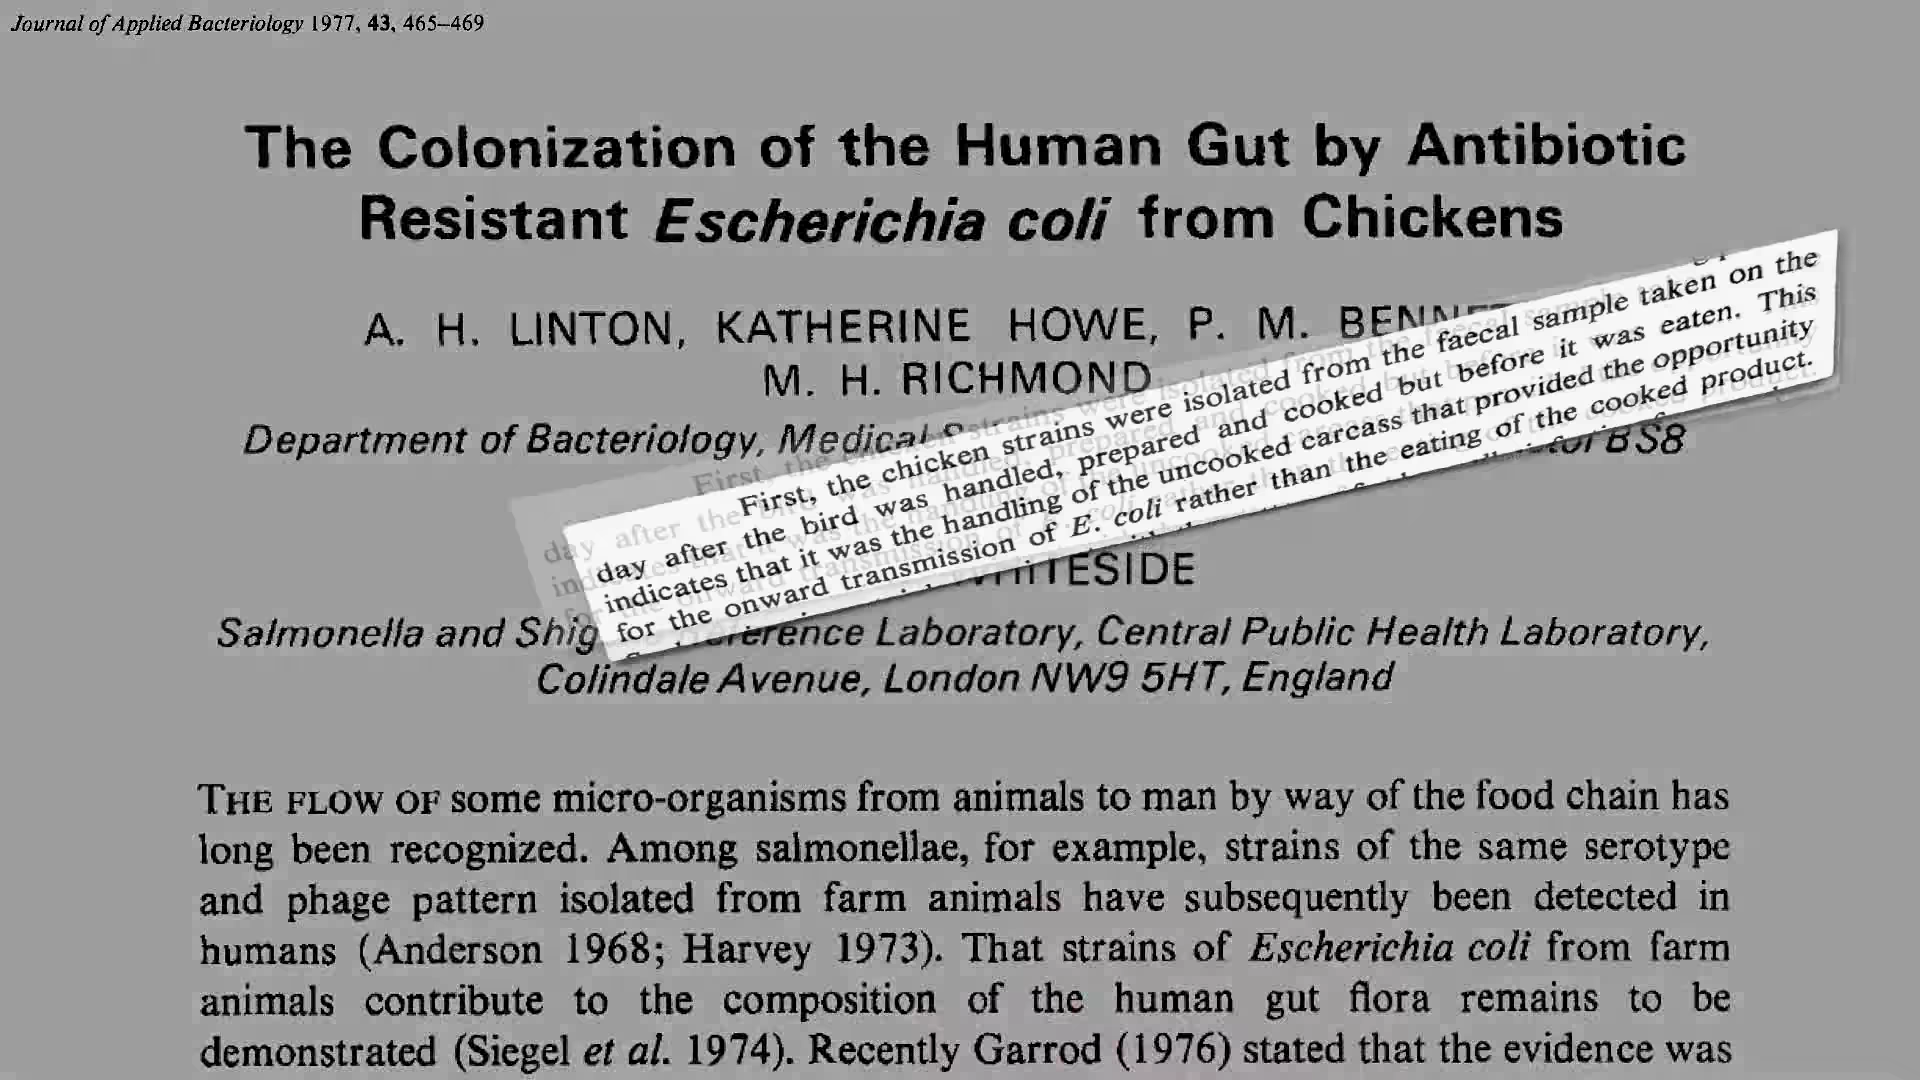 Journal of Applied Bacteriology 1977, 43, 465–469
The Colonization of the Human Gut by Antibiotic
Resistant Escherichia coli from Chickens
A. H. LINTON, KATHERINE HOWE, P. M.
M. H. RICHMOND
Department of Bacteriology, Medical
BS8
First, the chicken strains were isolated from the faecal sample taken on the
day after the bird was handled, prepared and cooked but before it was eaten. This
indicates that it was the handling of the uncooked carcass that provided the opportunity
for the onward transmission of E. coli rather than the eating of the cooked product.
Salmonella and Reference Laboratory, Central Public Health Laboratory,
Colindale Avenue, London NW9 5HT, England
THE FLOW OF some micro-organisms from animals to man by way of the food chain has
long been recognized. Among salmonellae, for example, strains of the same serotype
and phage pattern isolated from farm animals have subsequently been detected in
humans (Anderson 1968; Harvey 1973). That strains of Escherichia coli from farm
animals contribute to the composition of the human gut flora remains to be
demonstrated (Siegel et al. 1974). Recently Garrod (1976) stated that the evidence was